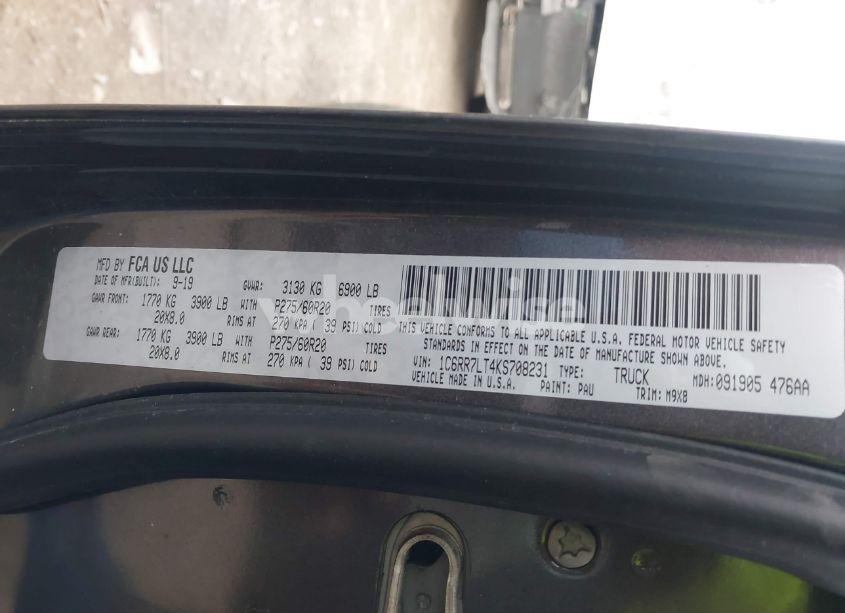 MFD BY FCA US LLC
DATE OF MFR(BUILT): 9-19 GVWR: 3130 KG 6900 LB
GAWR FRONT: 1770 KG 3900 LB WITH P275/60R20 TIRES
20X8.0 RIMS AT 270 KPA ( 39 PSI) COLD
GAWR REAR: 1770 KG 3900 LB WITH P275/60R20 TIRES
20X8.0 RIMS AT 270 KPA ( 39 PSI) COLD
THIS VEHICLE CONFORMS TO ALL APPLICABLE U.S.A. FEDERAL MOTOR VEHICLE SAFETY
STANDARDS IN EFFECT ON THE DATE OF MANUFACTURE SHOWN ABOVE.
VIN: 1C6RR7LT4KS708231 TYPE: TRUCK MDH:091905 476AA
VEHICLE MADE IN U.S.A. PAINT: PAU TRIM: M9X8